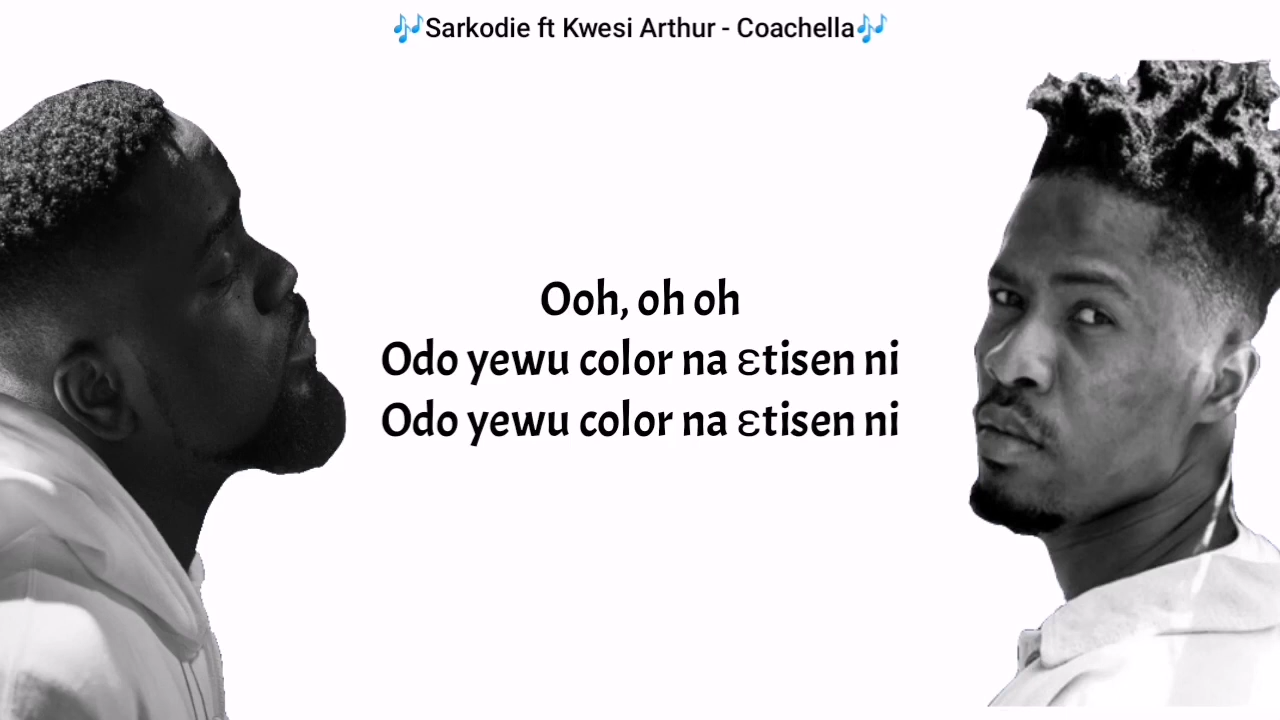 🎶Sarkodie ft Kwesi Arthur - Coachella🎶
Ooh, oh oh
Odo yewu color na ɛtisen ni
Odo yewu color na ɛtisen ni